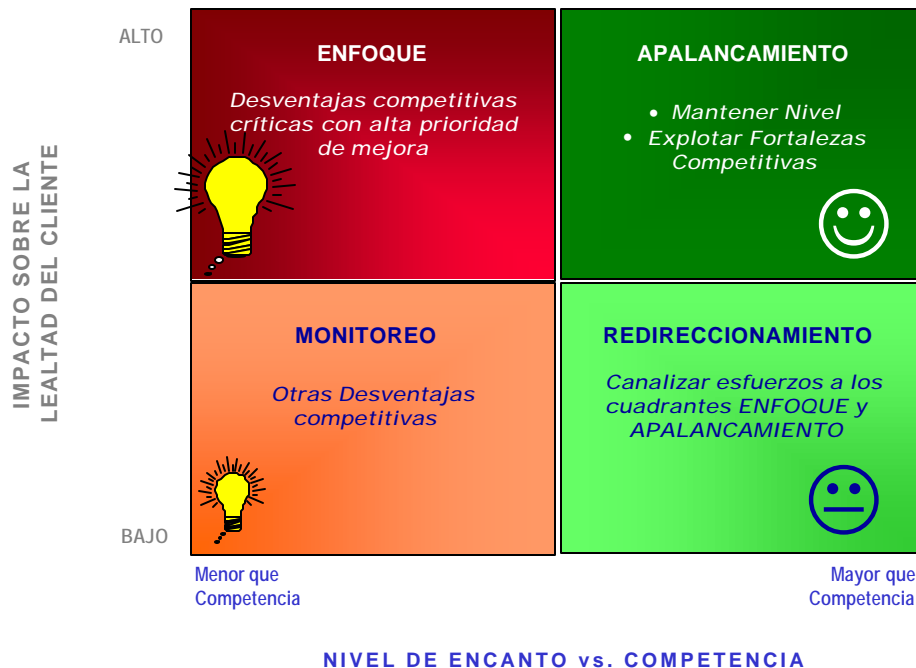 ALTO
ENFOQUE
Desventajas competitivas
críticas con alta prioridad
de mejora
APALANCAMIENTO
• Mantener Nivel
• Explotar Fortalezas
Competitivas
IMPACTO SOBRE LA
LEALTAD DEL CLIENTE
MONITOREO
Otras Desventajas
competitivas
REDIRECCIONAMIENTO
Canalizar esfuerzos a los
cuadrantes ENFOQUE y
APALANCAMIENTO
BAJO
Menor que
Competencia
Mayor que
Competencia
NIVEL DE ENCANTO vs. COMPETENCIA